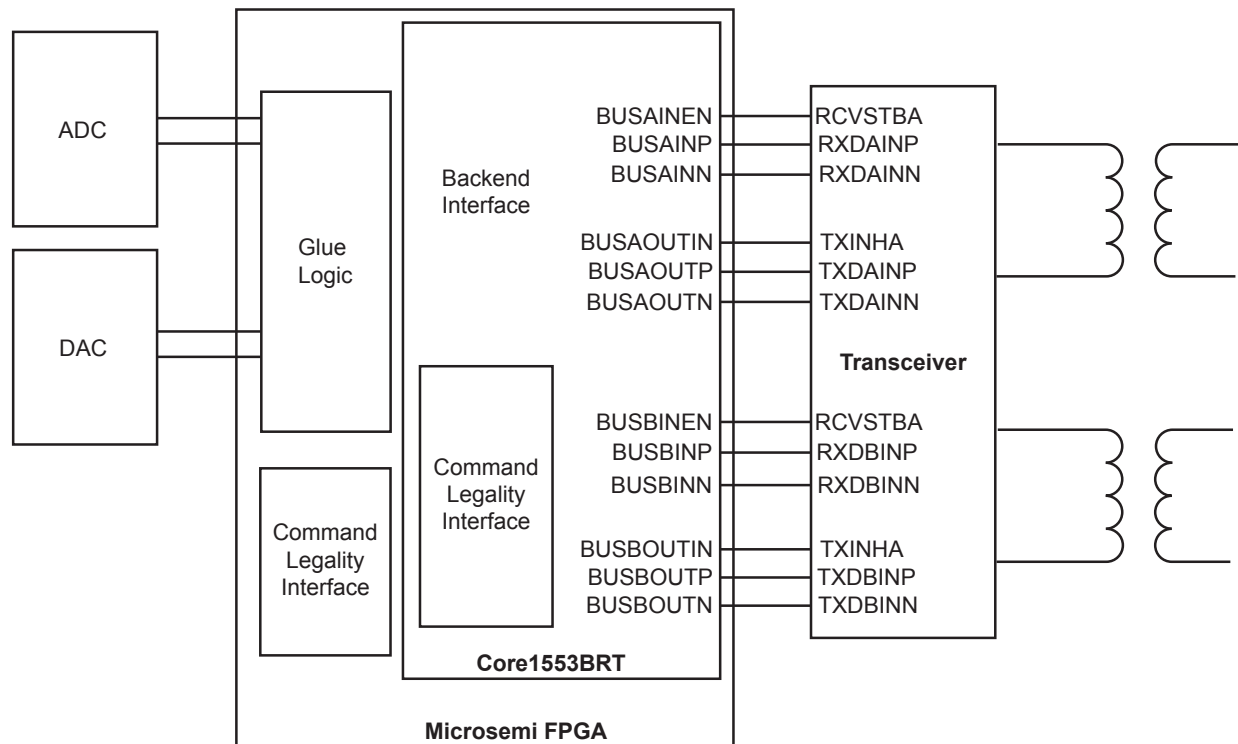 ADC
DAC
Glue
Logic
Command
Legality
Interface
Backend
Interface
Command
Legality
Interface
BUSAINEN
BUSAINP
BUSAINN
BUSAOUTIN
BUSAOUTP
BUSAOUTN
BUSBINEN
BUSBINP
BUSBINN
BUSBOUTIN
BUSBOUTP
BUSBOUTN
Core1553BRT
Microsemi FPGA
RCVSTBA
RXDAINP
RXDAINN
TXINHA
TXDAINP
TXDAINN
Transceiver
RCVSTBA
RXDBINP
RXDBINN
TXINHA
TXDBINP
TXDBINN